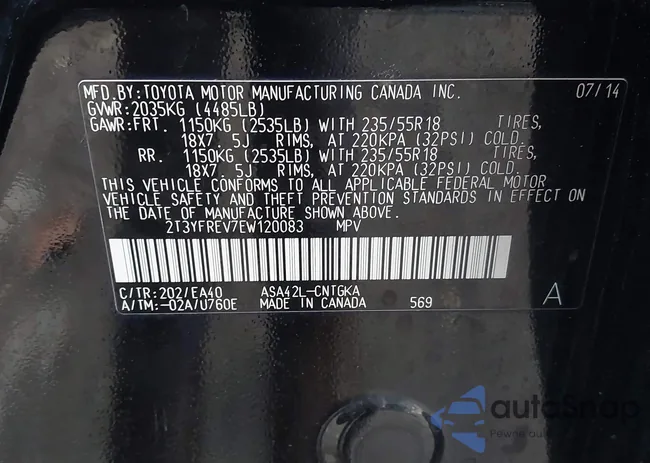 MFD.BY:TOYOTA MOTOR MANUFACTURING CANADA INC. 07/14
GVWR:2035KG (4485LB)
GAWR:FRT. 1150KG (2535LB) WITH 235/55R18 TIRES,
18X7. 5J RIMS, AT 220KPA (32PSI) COLD.
RR. 1150KG (2535LB) WITH 235/55R18 TIRES,
18X7. 5J RIMS, AT 220KPA (32PSI) COLD.
THIS VEHICLE CONFORMS TO ALL APPLICABLE FEDERAL MOTOR
VEHICLE SAFETY AND THEFT PREVENTION STANDARDS IN EFFECT ON
THE DATE OF MANUFACTURE SHOWN ABOVE.
2T3YFREV7EW120083 MPV
C/TR:202/EA40 ASA42L-CNTGKA A
A/TM:-02A/U760E MADE IN CANADA 569
autoSnap
Pewne auta